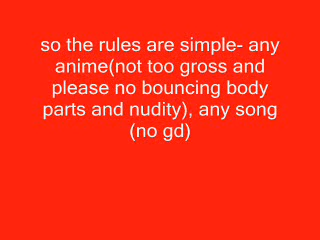 so the rules are simple- any
anime(not too gross and
please no bouncing body
parts and nudity), any song
(no gd)